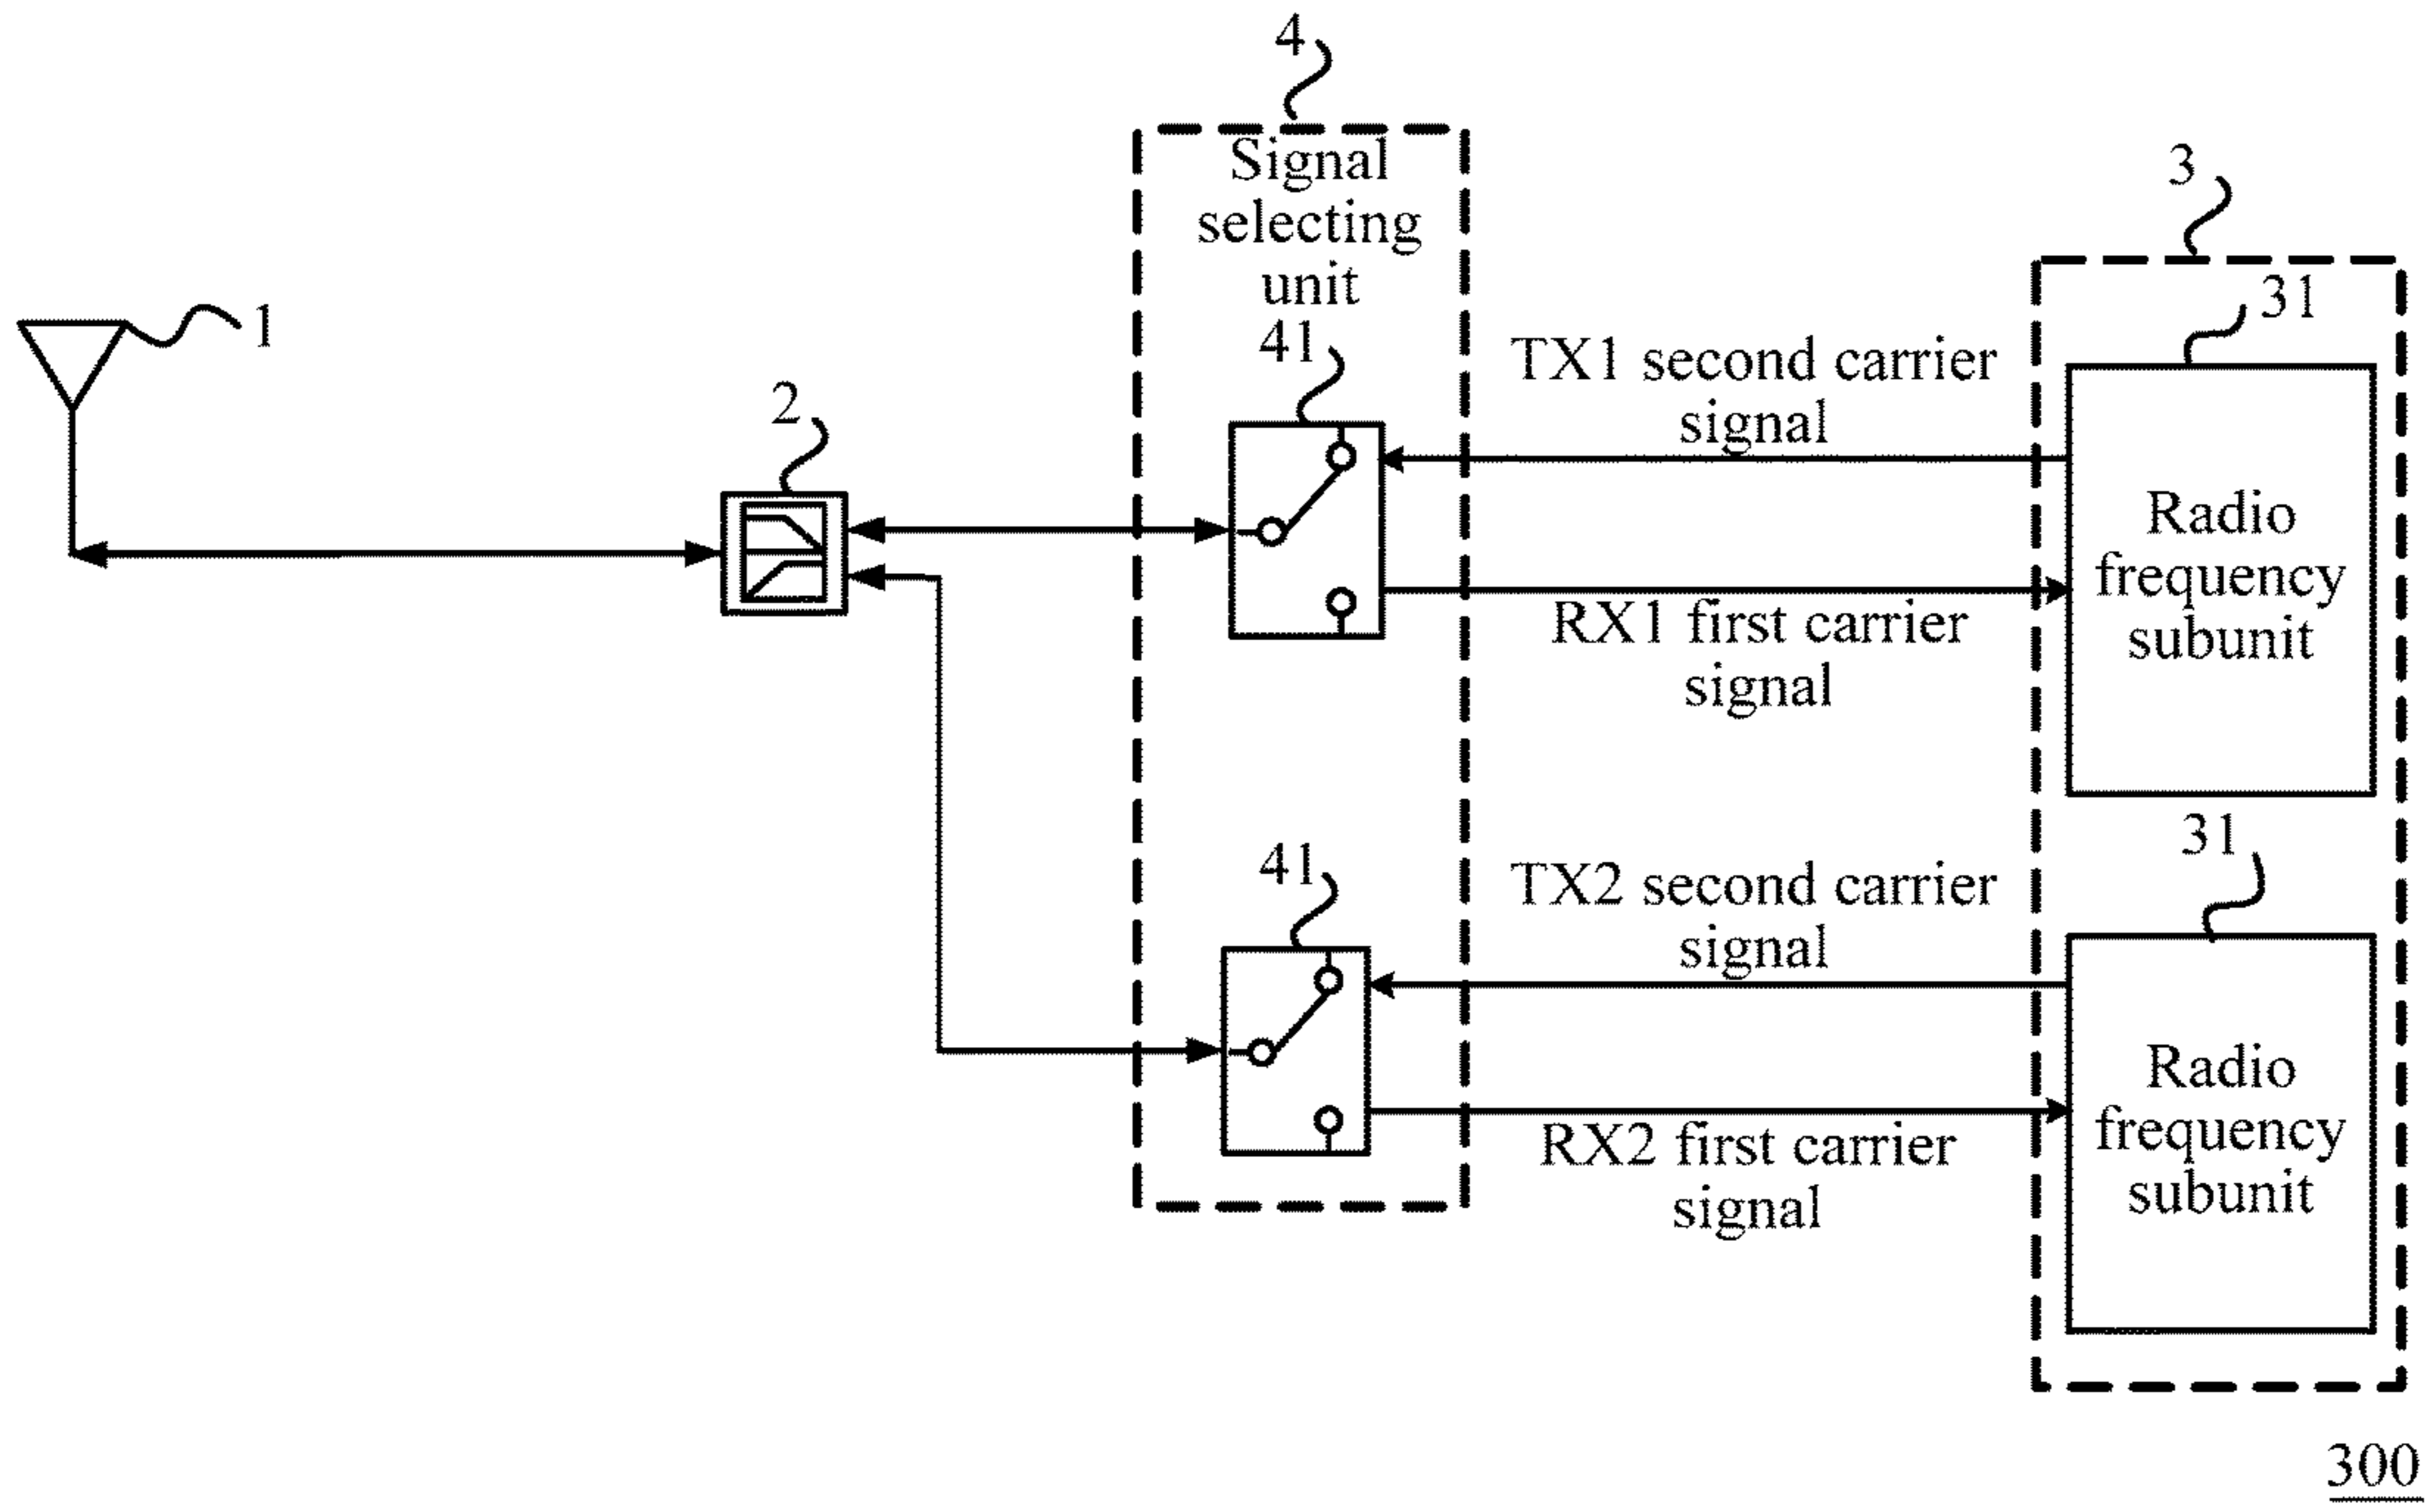 4
Signal
selecting
unit
3
31
1
41
TX1 second carrier
signal
2
Radio
frequency
subunit
RX1 first carrier
signal
31
41
TX2 second carrier
signal
Radio
frequency
subunit
RX2 first carrier
signal
300